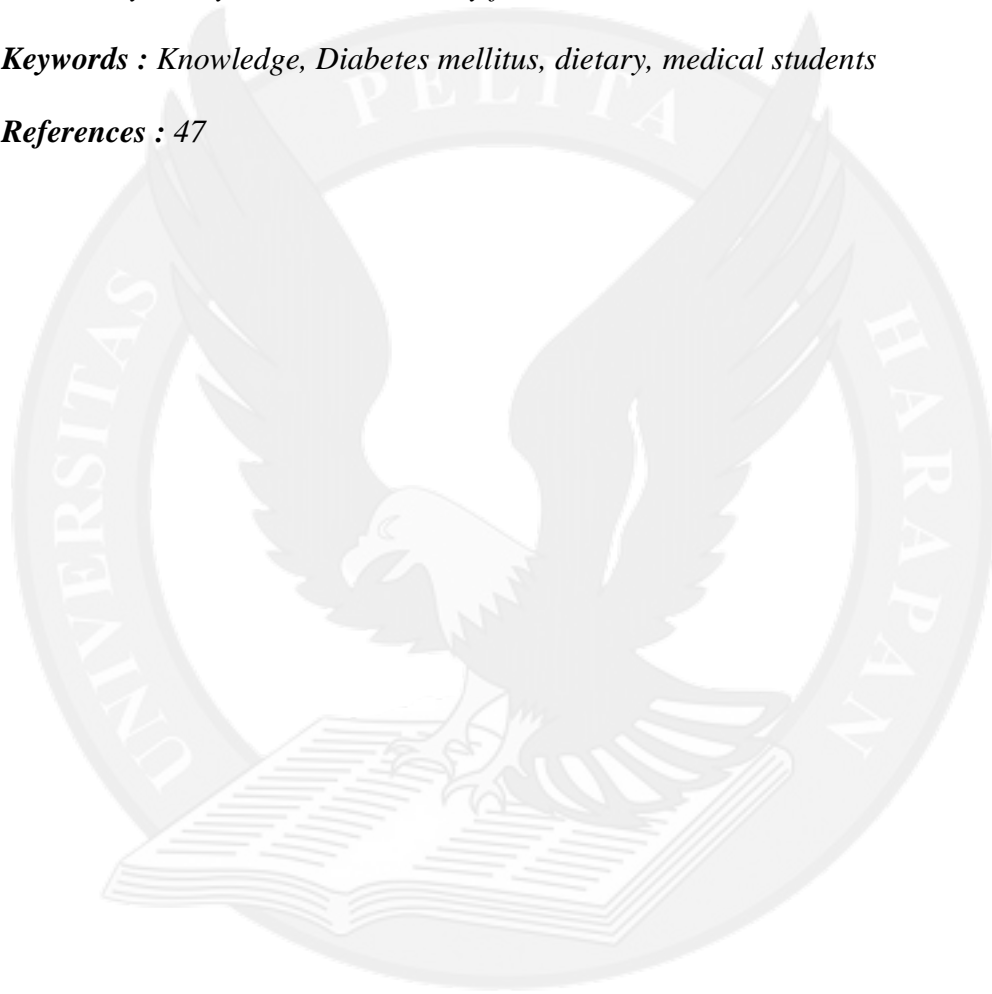 Keywords : Knowledge, Diabetes mellitus, dietary, medical students
References : 47
UNIVERSITAS PELITA HARAPAN